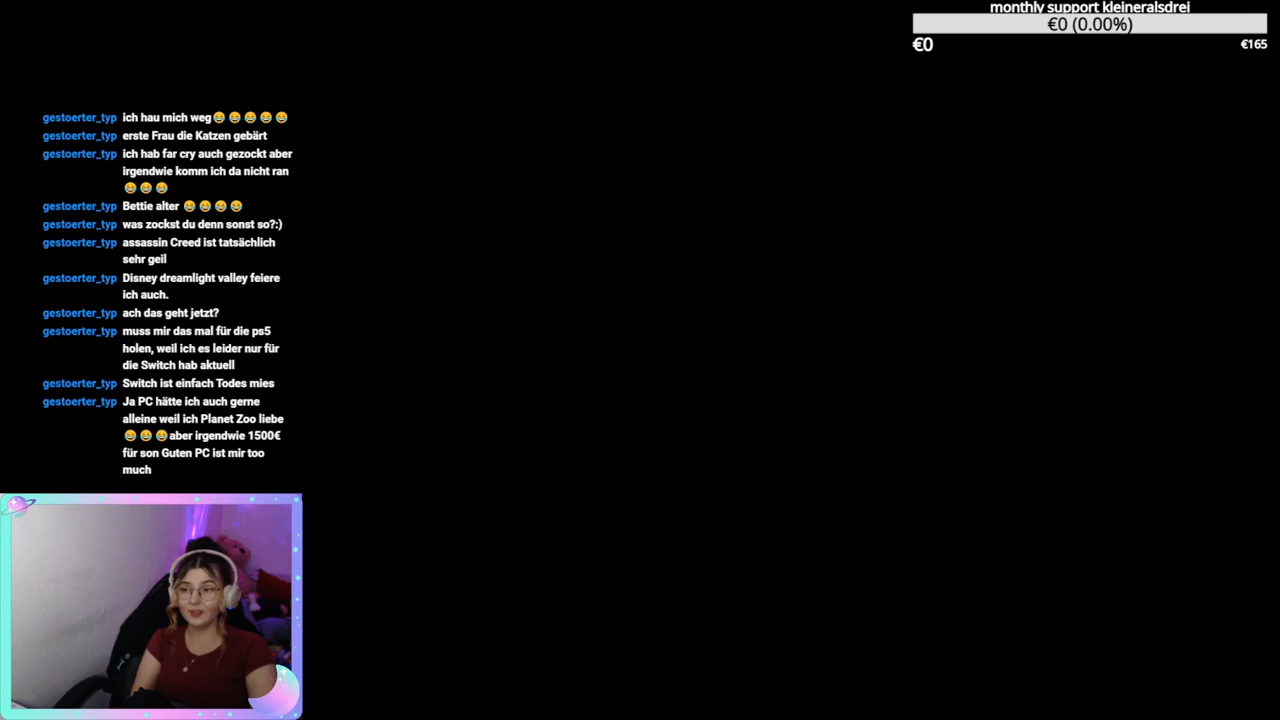 monthly support kleineralsdrei
€0 (0.00%)
€0 €165
gestoerter_typ ich hau mich weg😂😂😂😂😂
gestoerter_typ erste Frau die Katzen gebärt
gestoerter_typ ich hab far cry auch gezockt aber
irgendwie komm ich da nicht ran
😂😂😂
gestoerter_typ Bettie alter 😂😂😂😂
gestoerter_typ was zockst du denn sonst so?:)
gestoerter_typ assassin Creed ist tatsächlich
sehr geil
gestoerter_typ Disney dreamlight valley feiere
ich auch.
gestoerter_typ ach das geht jetzt?
gestoerter_typ muss mir das mal für die ps5
holen, weil ich es leider nur für
die Switch hab aktuell
gestoerter_typ Switch ist einfach Todes mies
gestoerter_typ Ja PC hätte ich auch gerne
alleine weil ich Planet Zoo liebe
😂😂😂aber irgendwie 1500€
für son Guten PC ist mir too
much